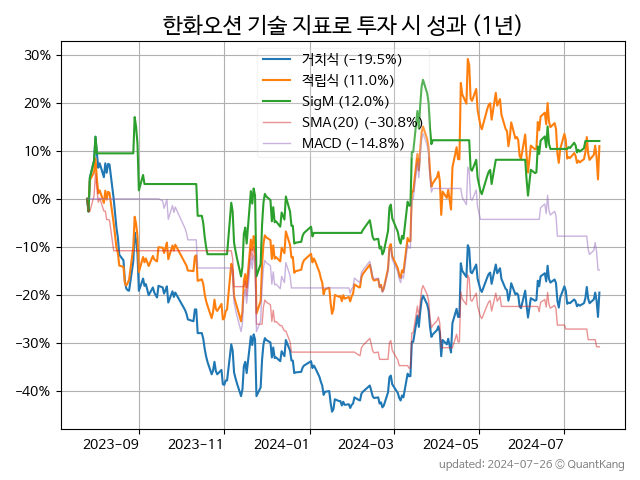 한화오션 기술 지표로 투자 시 성과 (1년)
거치식 (−19.5%)
적립식 (11.0%)
SigM (12.0%)
SMA(20) (−30.8%)
MACD (−14.8%)
30%
20%
10%
0%
−10%
−20%
−30%
−40%
2023−09 2023−11 2024−01 2024−03 2024−05 2024−07
updated: 2024−07−26 © QuantKang